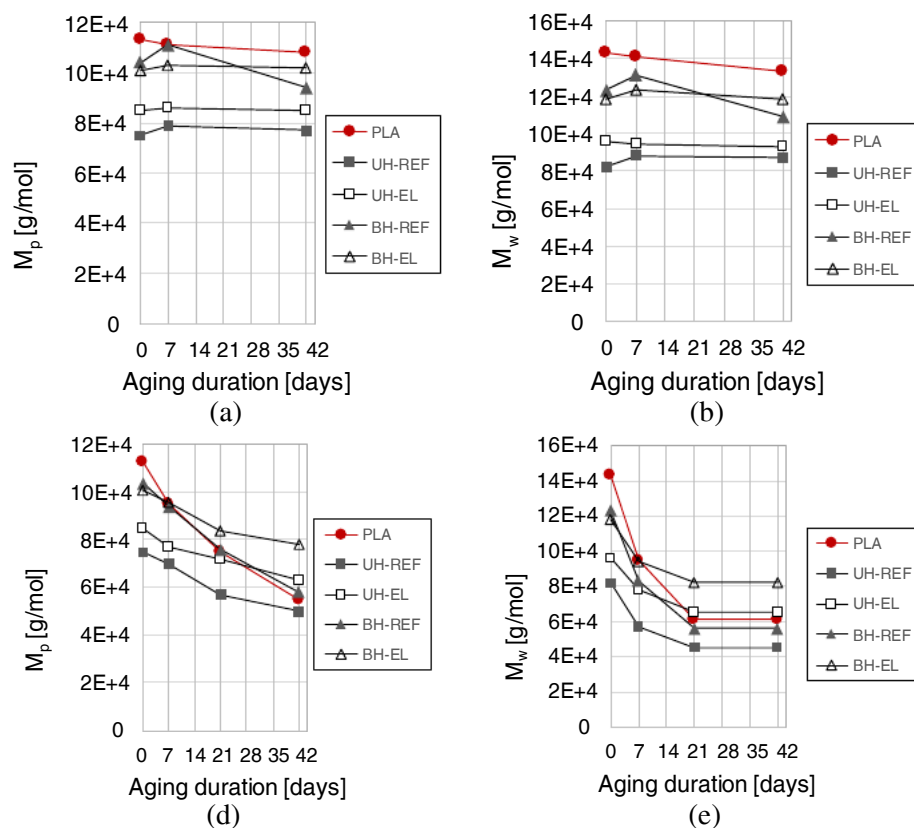 12E+4
10E+4
8E+4
6E+4
4E+4
2E+4
0
M_p [g/mol]
0 7 14 21 28 35 42
Aging duration [days]
PLA
UH-REF
UH-EL
BH-REF
BH-EL
(a)
16E+4
14E+4
12E+4
10E+4
8E+4
6E+4
4E+4
2E+4
0
M_w [g/mol]
0 7 14 21 28 35 42
Aging duration [days]
PLA
UH-REF
UH-EL
BH-REF
BH-EL
(b)
12E+4
10E+4
8E+4
6E+4
4E+4
2E+4
0
M_p [g/mol]
0 7 14 21 28 35 42
Aging duration [days]
PLA
UH-REF
UH-EL
BH-REF
BH-EL
(d)
16E+4
14E+4
12E+4
10E+4
8E+4
6E+4
4E+4
2E+4
0
M_w [g/mol]
0 7 14 21 28 35 42
Aging duration [days]
PLA
UH-REF
UH-EL
BH-REF
BH-EL
(e)